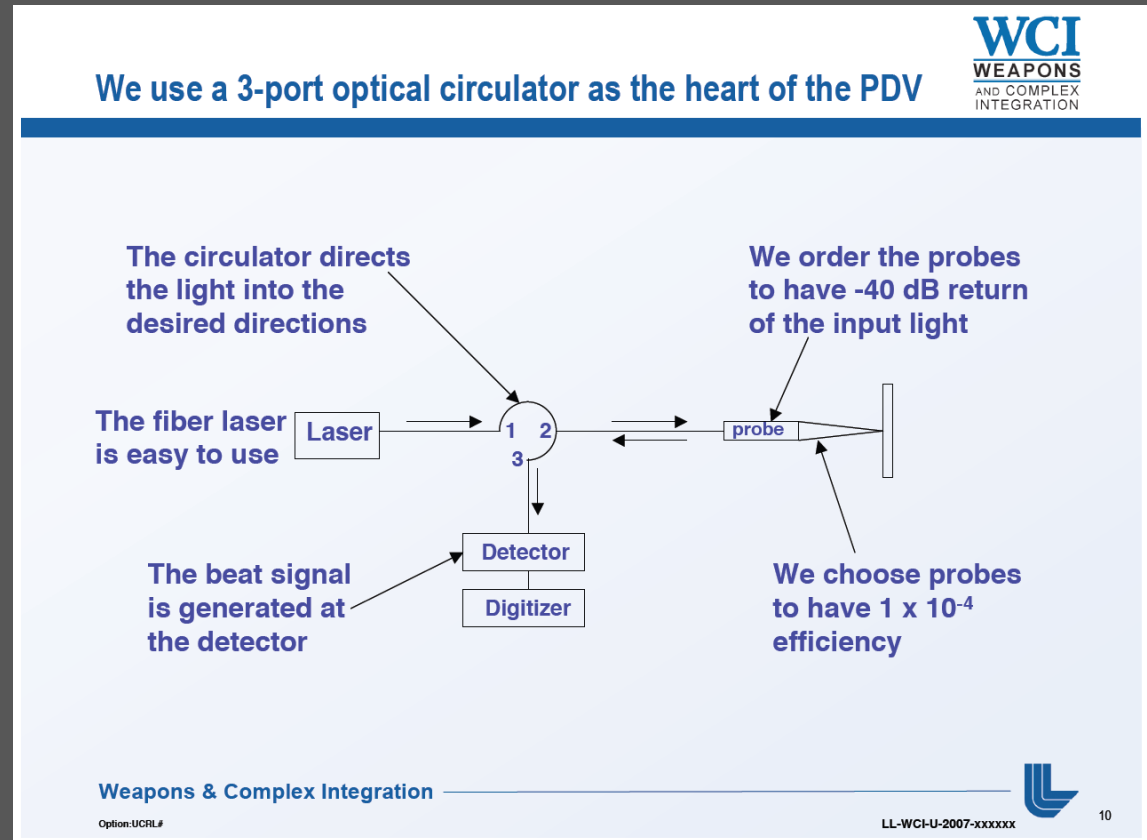 WCI
WEAPONS
AND COMPLEX
INTEGRATION
We use a 3-port optical circulator as the heart of the PDV
The circulator directs
the light into the
desired directions
We order the probes
to have -40 dB return
of the input light
The fiber laser
is easy to use
Laser
1 2
3
probe
Detector
Digitizer
The beat signal
is generated at
the detector
We choose probes
to have 1 x 10⁻⁴
efficiency
Weapons & Complex Integration
Option:UCRL#
LL-WCI-U-2007-xxxxxx
10